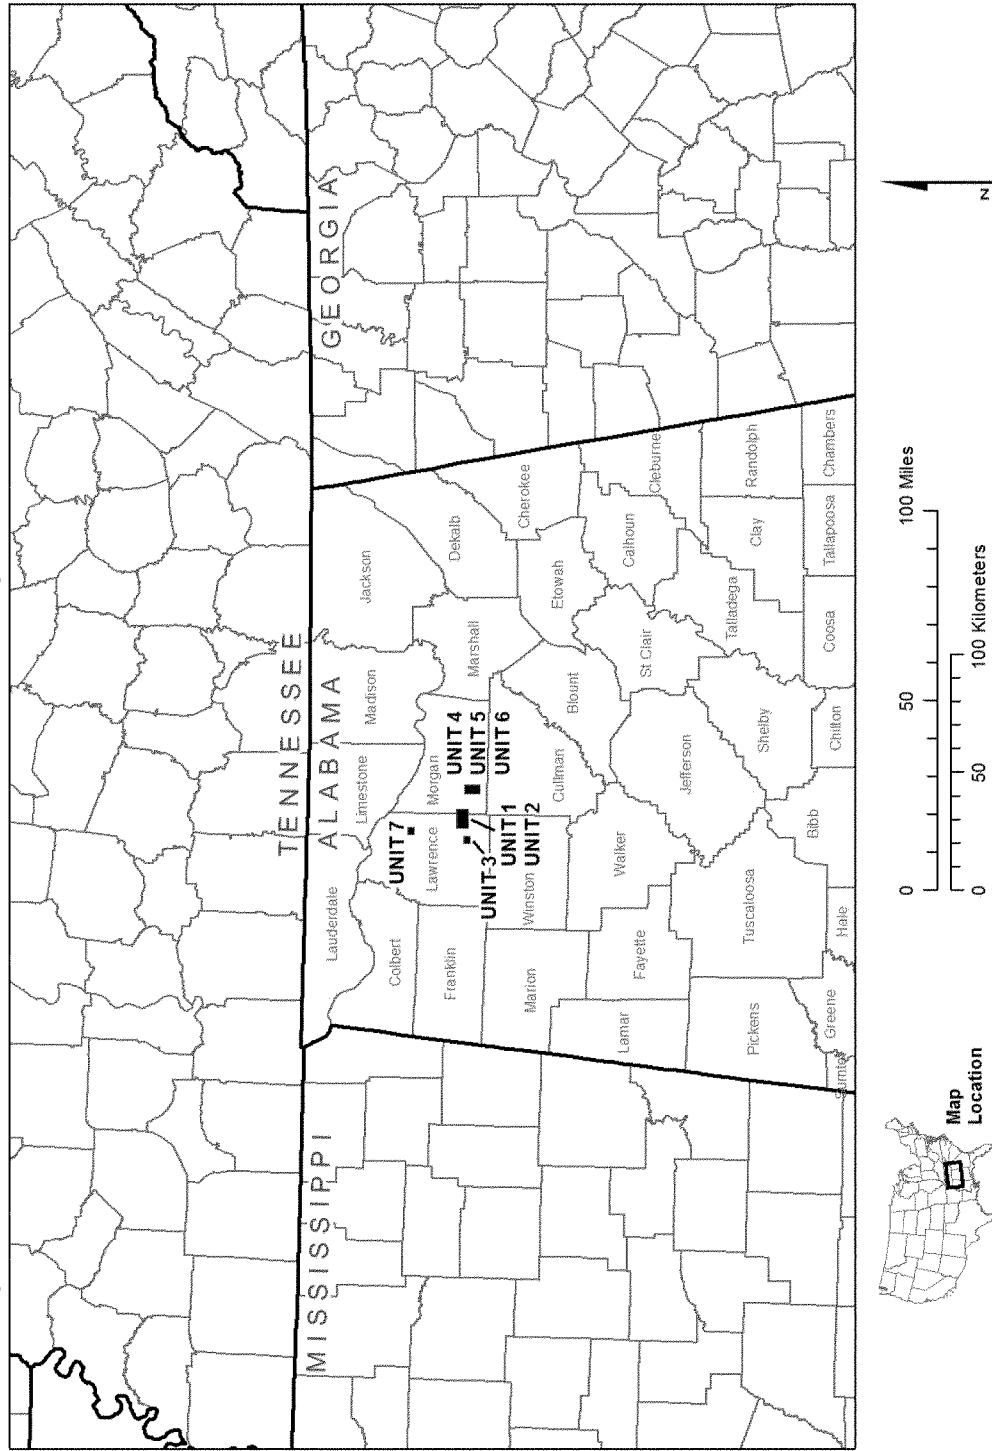 TENNESSEE
MISSISSIPPI
ALABAMA
GEORGIA
Lauderdale
Limestone
Madison
Jackson
Colbert
UNIT 7
Lawrence
Franklin
Morgan
Marshall
Dekalb
UNIT 4
UNIT 5
UNIT 6
UNIT 3
UNIT 1
UNIT 2
Cherokee
Marion
Winston
Cullman
Blount
Etowah
Lamar
Fayette
Walker
Jefferson
St Clair
Calhoun
Cleburne
Pickens
Tuscaloosa
Shelby
Talladega
Clay
Randolph
Greene
Hale
Bibb
Chilton
Coosa
Tallapoosa
Chambers
Map
Location
0 50 100 Miles
0 50 100 Kilometers
N